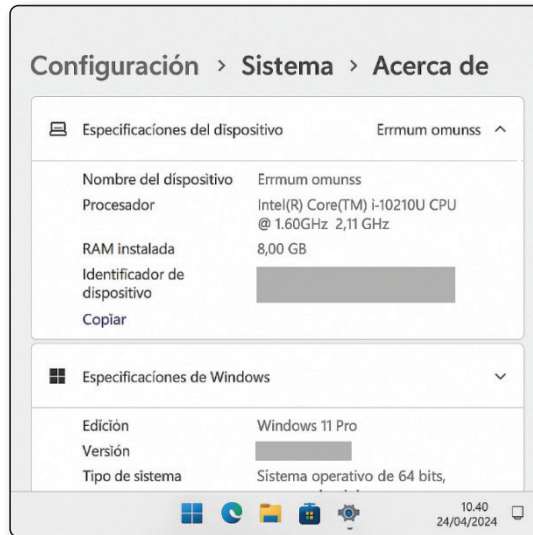 Configuración > Sistema > Acerca de
Especificaciones del dispositivo Errmum omunss
Nombre del dispositivo Errmum omunss
Procesador Intel(R) Core(TM) i-10210U CPU
@ 1.60GHz 2,11 GHz
RAM instalada 8,00 GB
Identificador de
dispositivo
Copiar
Especificaciones de Windows
Edición Windows 11 Pro
Versión
Tipo de sistema Sistema operativo de 64 bits,
10.40
24/04/2024